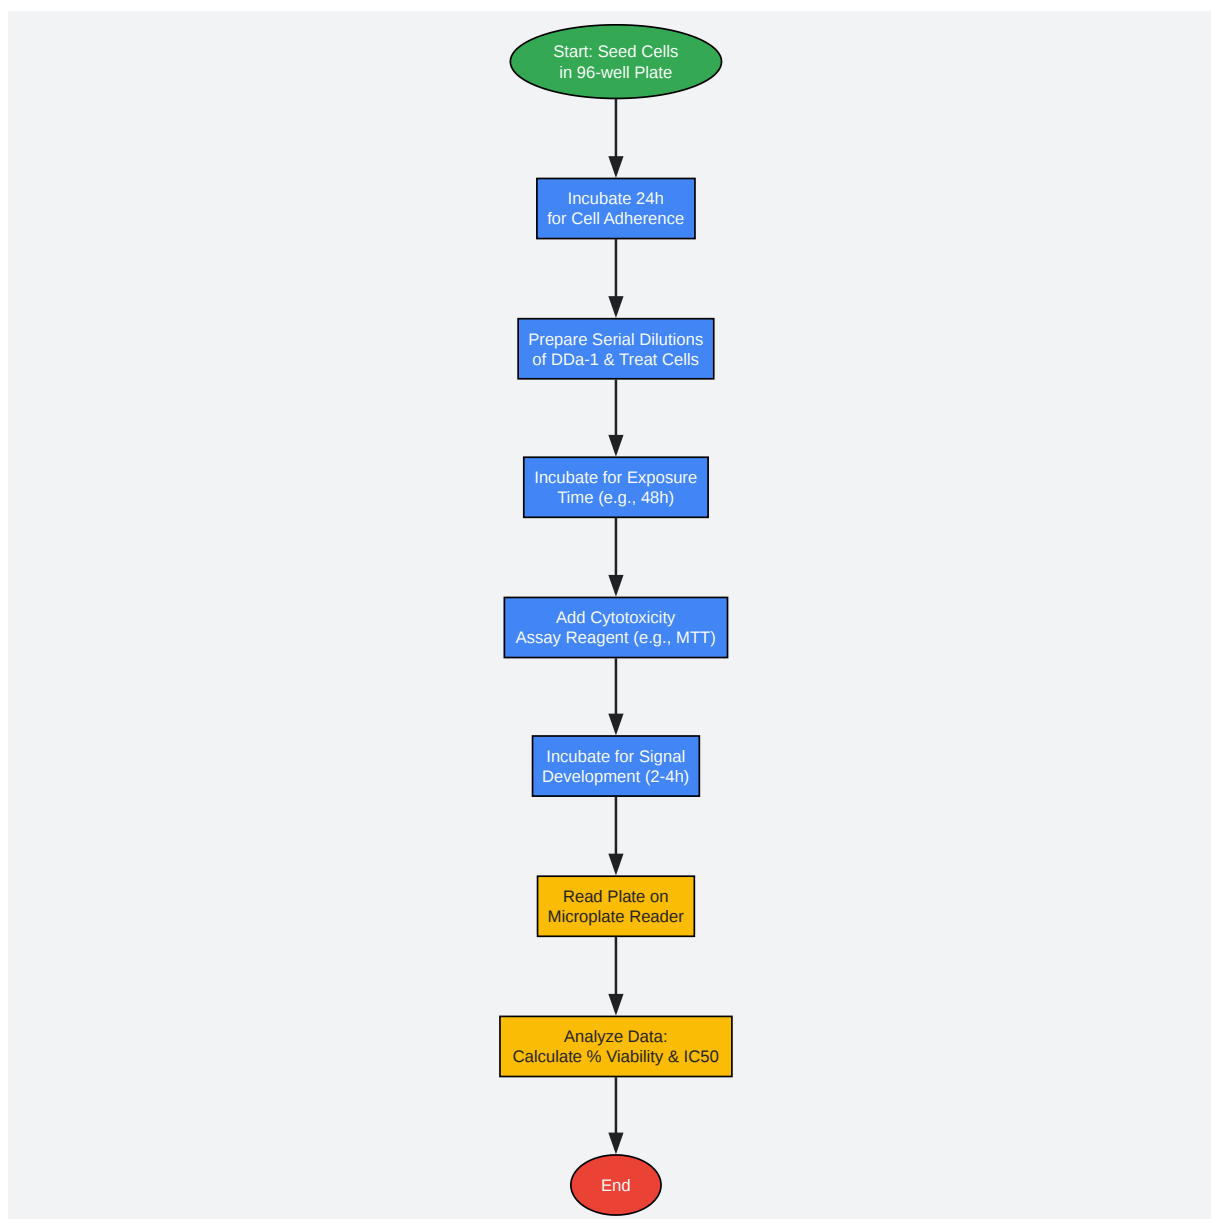 Start: Seed Cells
in 96-well Plate
Incubate 24h
for Cell Adherence
Prepare Serial Dilutions
of DDa-1 & Treat Cells
Incubate for Exposure
Time (e.g., 48h)
Add Cytotoxicity
Assay Reagent (e.g., MTT)
Incubate for Signal
Development (2-4h)
Read Plate on
Microplate Reader
Analyze Data:
Calculate % Viability & IC50
End